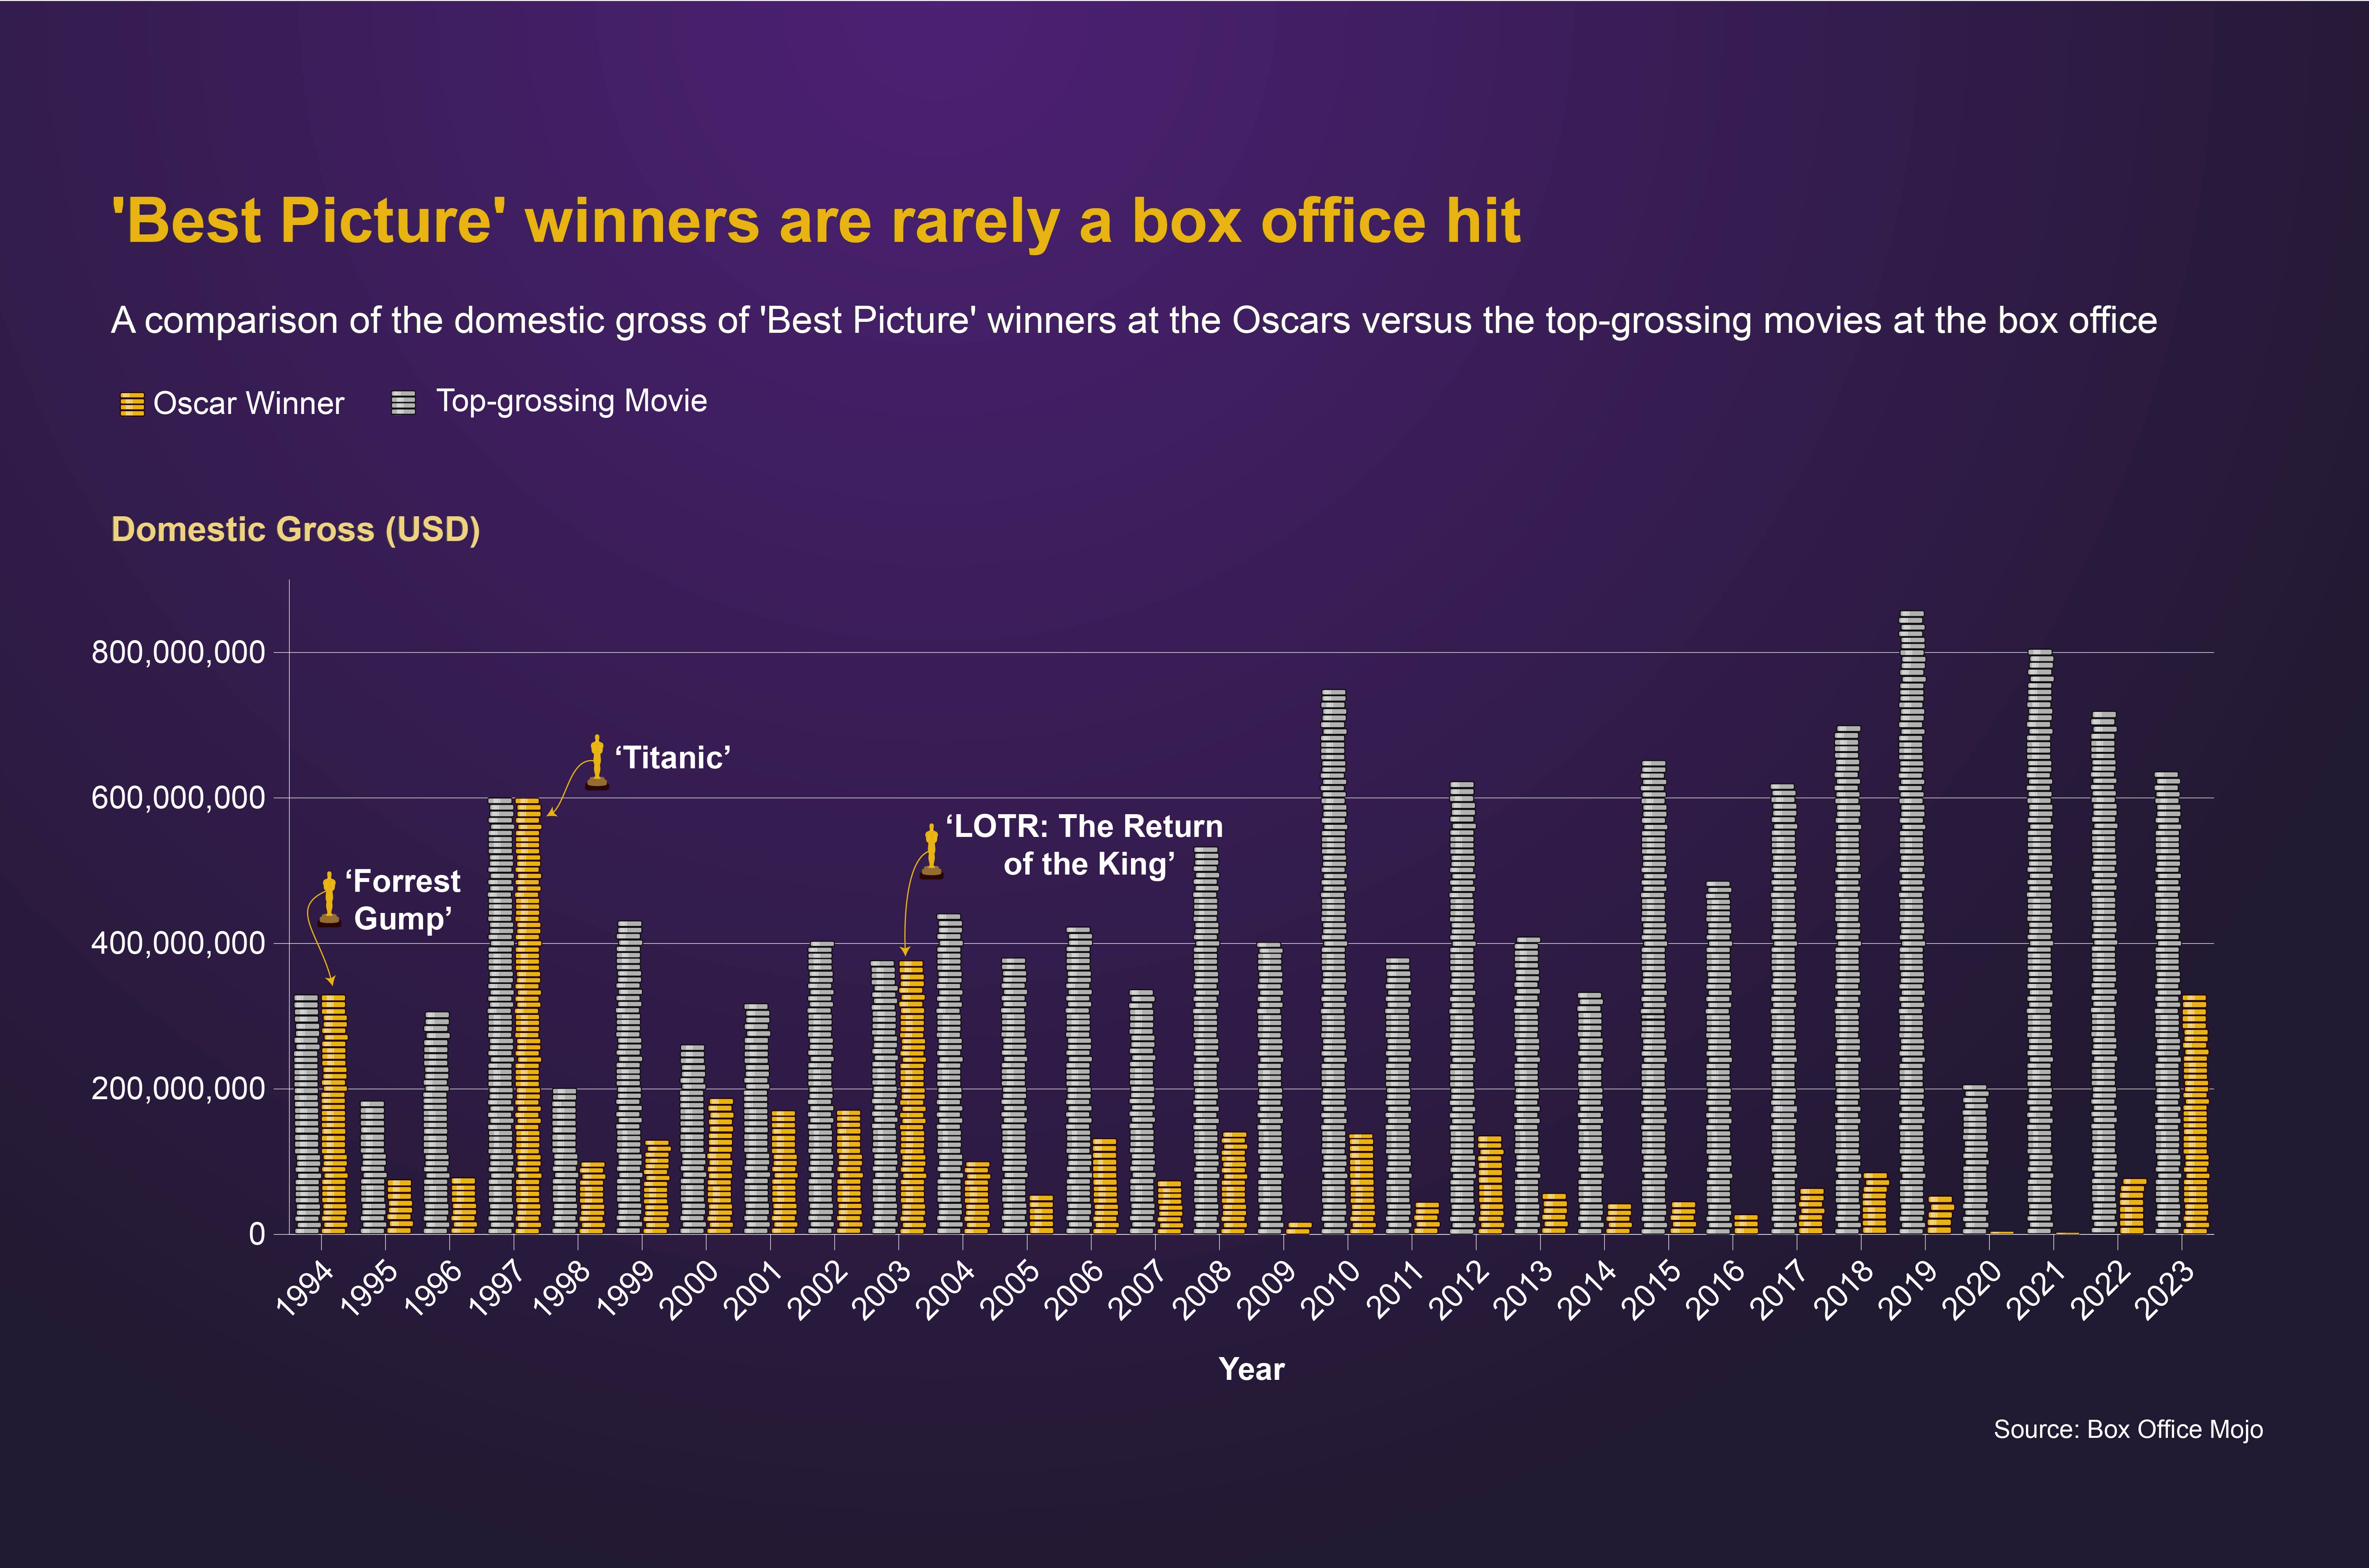 'Best Picture' winners are rarely a box office hit
A comparison of the domestic gross of 'Best Picture' winners at the Oscars versus the top-grossing movies at the box office
Oscar Winner
Top-grossing Movie
Domestic Gross (USD)
800,000,000
600,000,000
400,000,000
200,000,000
0
‘Forrest
Gump’
‘Titanic’
‘LOTR: The Return
of the King’
1994
1995
1996
1997
1998
1999
2000
2001
2002
2003
2004
2005
2006
2007
2008
2009
2010
2011
2012
2013
2014
2015
2016
2017
2018
2019
2020
2021
2022
2023
Year
Source: Box Office Mojo